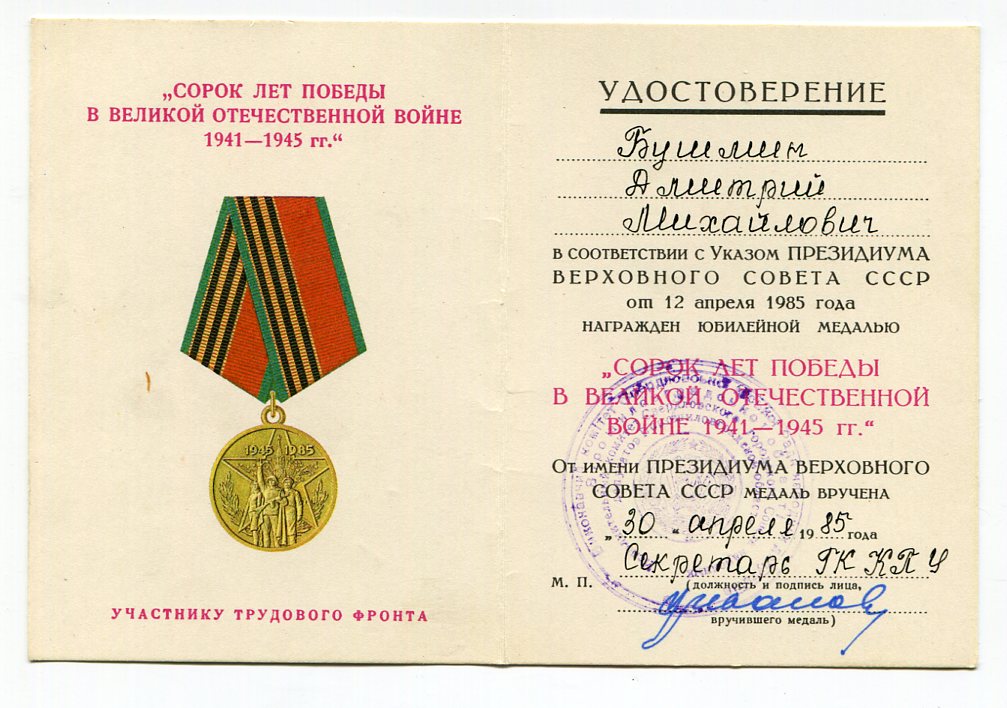 „СОРОК ЛЕТ ПОБЕДЫ
В ВЕЛИКОЙ ОТЕЧЕСТВЕННОЙ ВОЙНЕ
1941—1945 гг.“
1945 1985
УЧАСТНИКУ ТРУДОВОГО ФРОНТА
УДОСТОВЕРЕНИЕ
Бушмин
Дмитрий
Михайлович
в соответствии с Указом ПРЕЗИДИУМА
ВЕРХОВНОГО СОВЕТА СССР
от 12 апреля 1985 года
награжден юбилейной медалью
„СОРОК ЛЕТ ПОБЕДЫ
В ВЕЛИКОЙ ОТЕЧЕСТВЕННОЙ
ВОЙНЕ 1941—1945 гг.“
От имени ПРЕЗИДИУМА ВЕРХОВНОГО
СОВЕТА СССР медаль вручена
„ 30 “ апреля 19 85 года
Секретарь ГК КПУ
М. П.
(должность и подпись лица,
вручившего медаль)